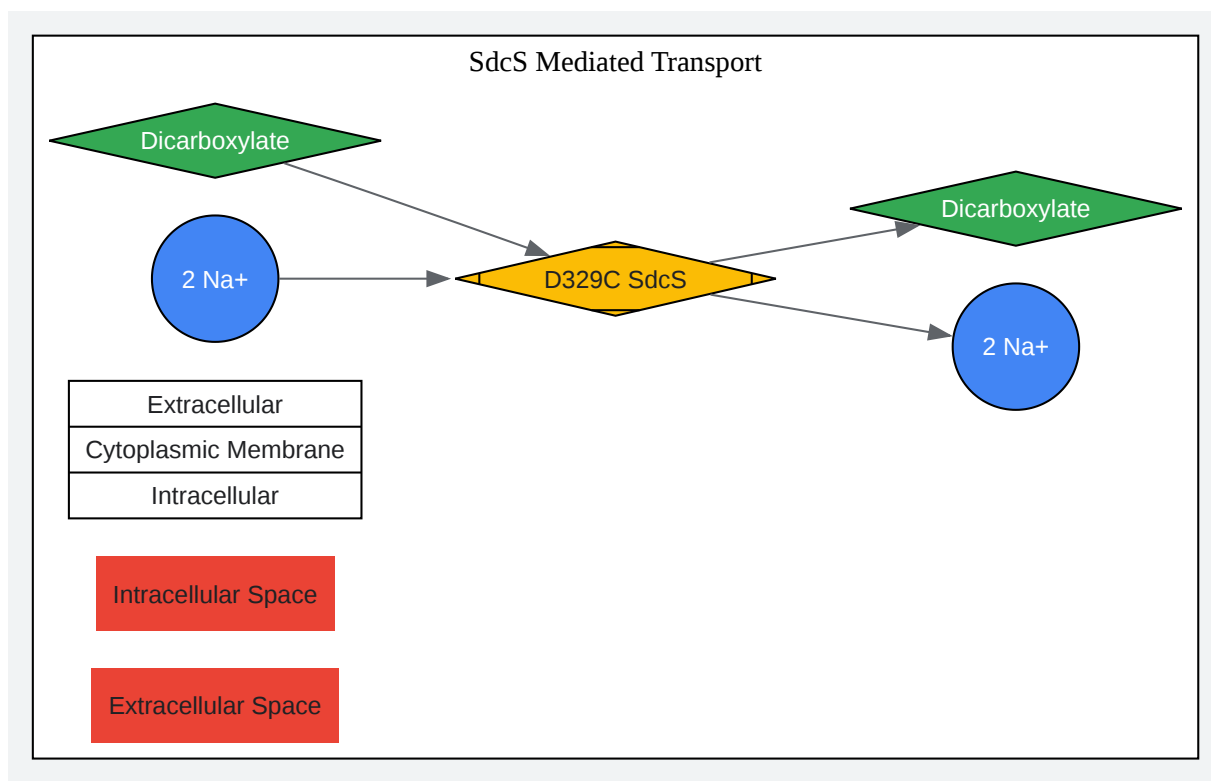 SdcS Mediated Transport
Dicarboxylate
Dicarboxylate
2 Na+
D329C SdcS
2 Na+
Extracellular
Cytoplasmic Membrane
Intracellular
Intracellular Space
Extracellular Space